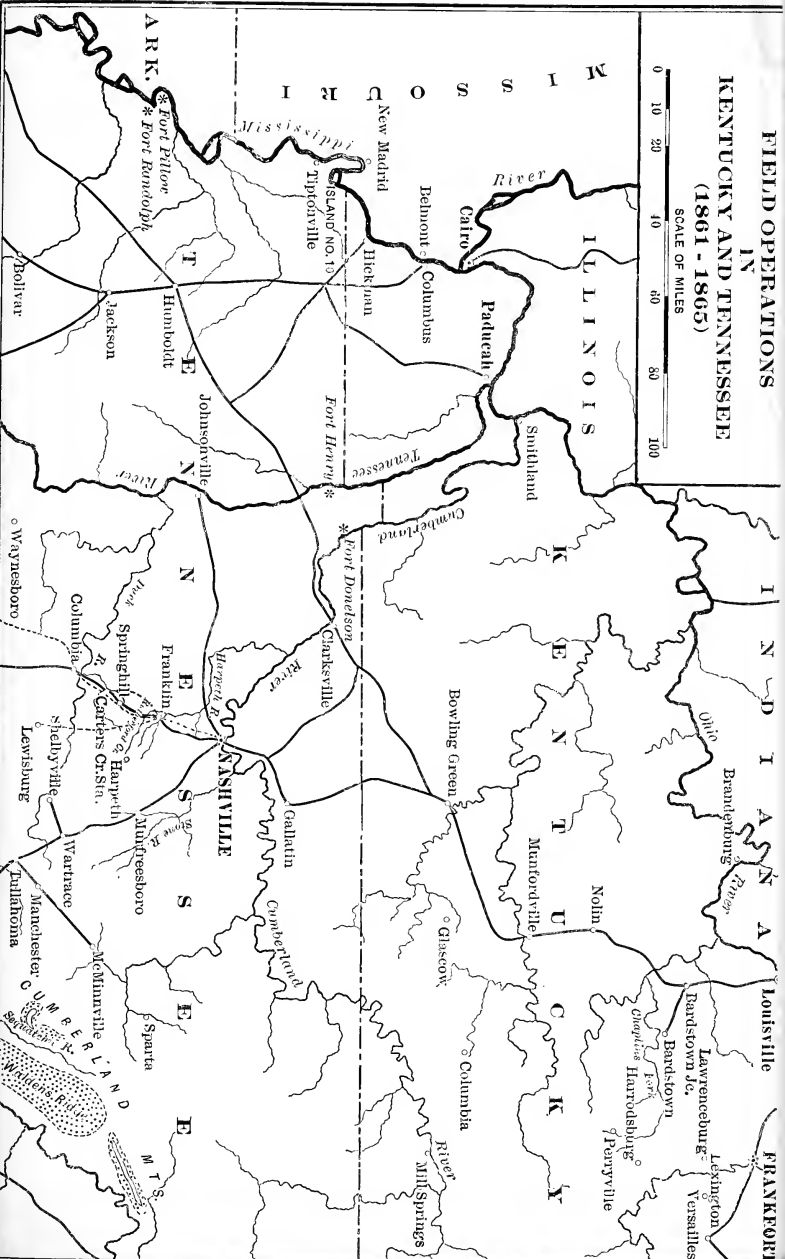 FIELD OPERATIONS
IN
KENTUCKY AND TENNESSEE
(1861 - 1865)
SCALE OF MILES
0 10 20 40 60 80 100
INDIANA
ILLINOIS
MISSOURI
ARK.
KENTUCKY
TENNESSEE
Louisville
FRANKFORT
Ohio
River
Brandenburg
Bardstown Jc.
Bardstown
Lawrenceburg
Lexington
Versailles
Chaplins Fork
Harrodsburg
Perryville
Nolin
Munfordville
Smithland
River
Cairo
Paducah
Belmont
Columbus
New Madrid
Hickman
ISLAND NO. 10
Tiptonville
Mississippi
Tennessee
Cumberland
Bowling Green
Glascow
Columbia
River
Mill Springs
Fort Henry
Fort Donelson
Clarksville
Gallatin
River
Cumberland
Johnsonville
River
Harpeth R.
NASHVILLE
* Fort Pillow
* Fort Randolph
Humboldt
Jackson
Bolivar
Franklin
Springhill
Duck
R.
Columbia
Carters Cr. Sta.
Harpeth
Stone R.
Murfreesboro
Waynesboro
Shelbyville
Lewisburg
Wartrace
Tullahoma
Manchester
McMinnville
Sparta
CUMBERLAND
MTS.
Sequatchie R.
Waldens Ridge